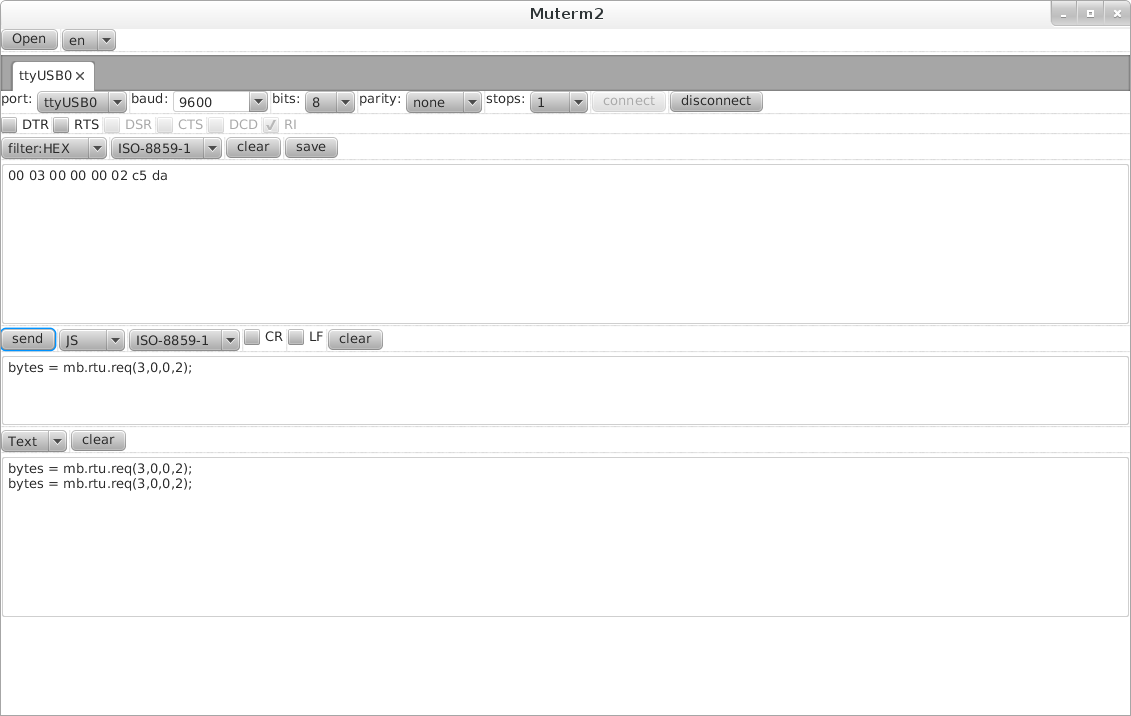 Muterm2
Open en
ttyUSB0
port: ttyUSB0 baud: 9600 bits: 8 parity: none stops: 1 connect disconnect
DTR RTS DSR CTS DCD RI
filter:HEX ISO-8859-1 clear save
00 03 00 00 00 02 c5 da
send JS ISO-8859-1 CR LF clear
bytes = mb.rtu.req(3,0,0,2);
Text clear
bytes = mb.rtu.req(3,0,0,2);
bytes = mb.rtu.req(3,0,0,2);